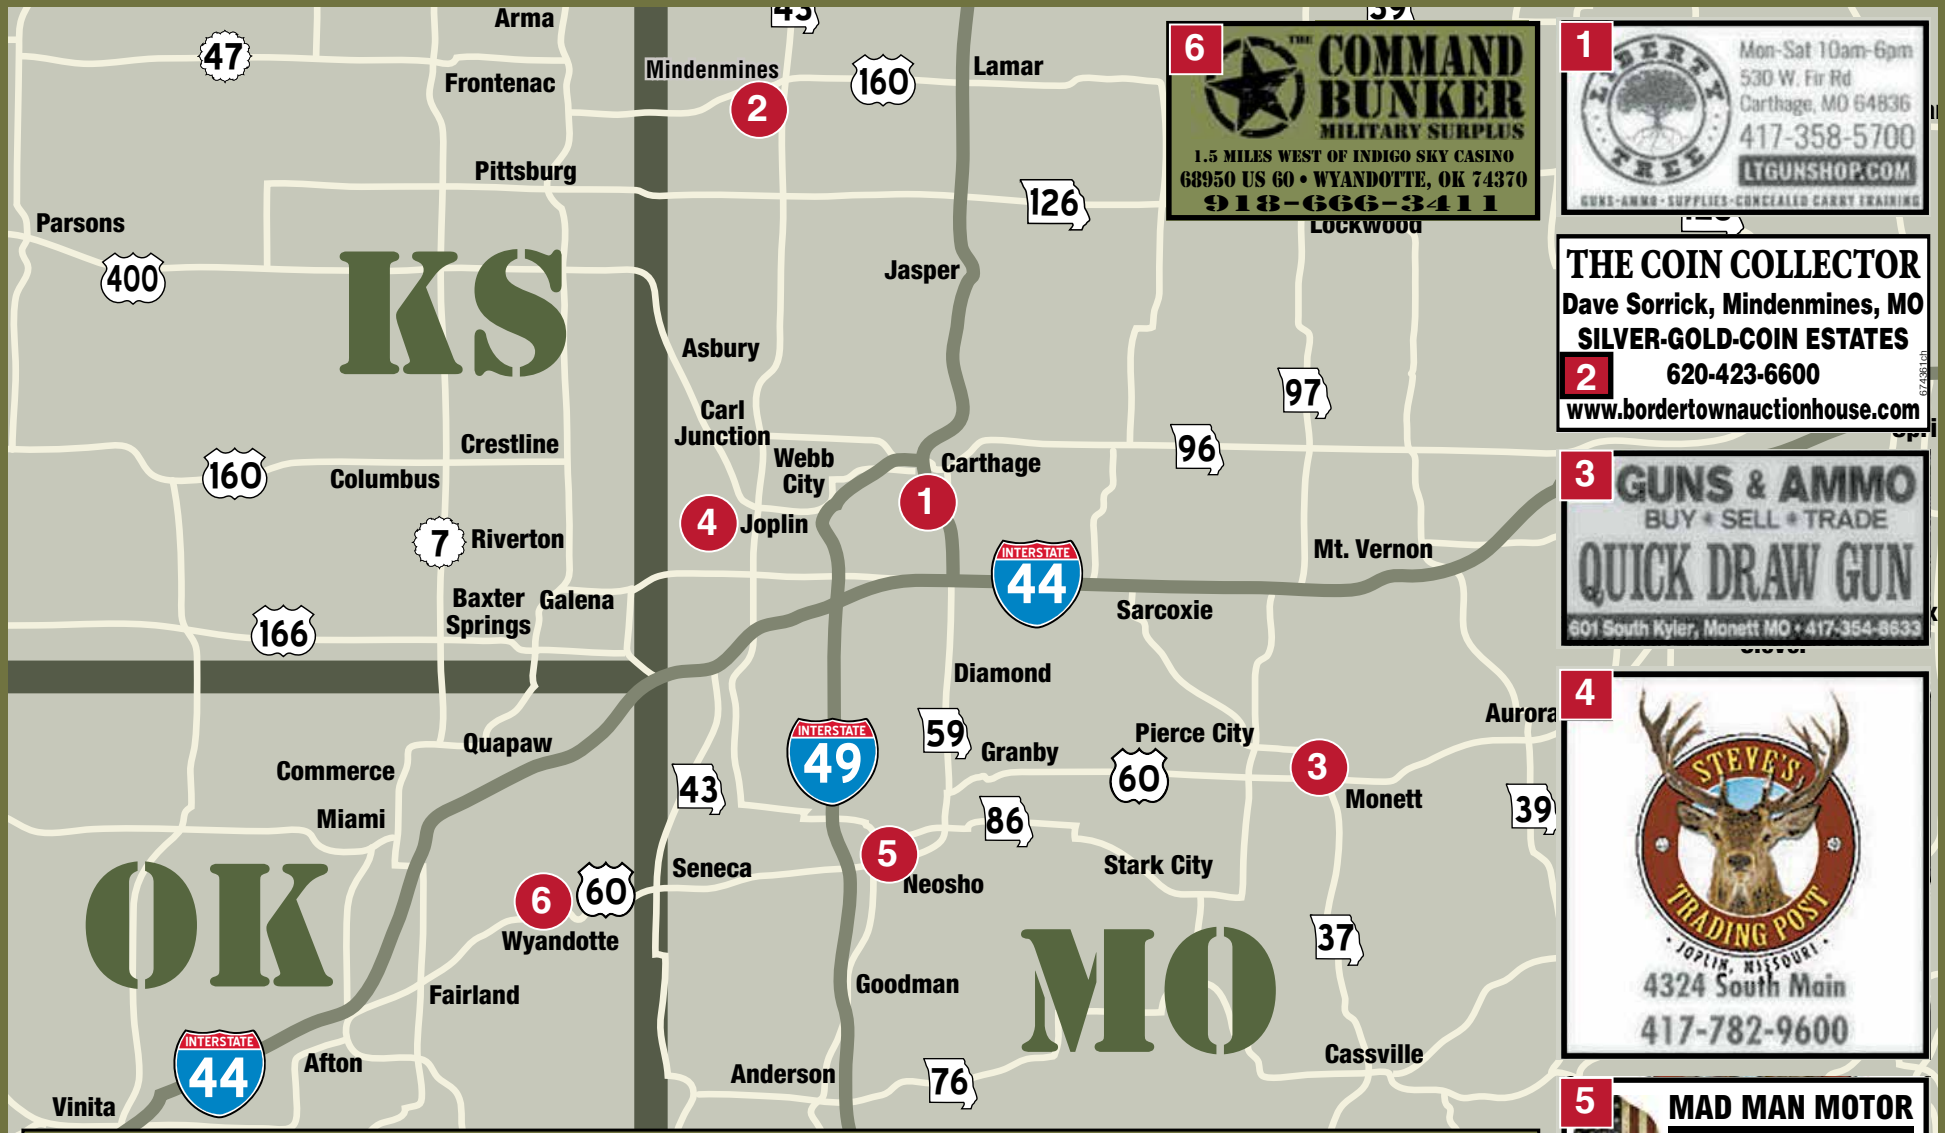 Arma
43
39
47
Frontenac
Mindenmines
2
160
Lamar
Pittsburg
126
Parsons
400
KS
Jasper
Lockwood
Asbury
97
Carl
Junction
96
Crestline
160
Columbus
Webb
City
Carthage
1
4
Joplin
7
Riverton
INTERSTATE
44
Mt. Vernon
Baxter
Springs
Galena
Sarcoxie
166
Diamond
Quapaw
Commerce
Miami
INTERSTATE
49
59
Granby
Pierce City
60
3
Monett
Aurora
43
86
39
OK
6
60
Wyandotte
Seneca
5
Neosho
Stark City
MO
37
Fairland
Goodman
INTERSTATE
44
Afton
Anderson
76
Cassville
Vinita
6
THE COMMAND
BUNKER
MILITARY SURPLUS
1.5 MILES WEST OF INDIGO SKY CASINO
68950 US 60 • WYANDOTTE, OK 74370
918-666-3411
1
LIBERTY
TREE
Mon-Sat 10am-6pm
530 W. Fir Rd
Carthage, MO 64836
417-358-5700
LTGUNSHOP.COM
GUNS-AMMO-SUPPLIES-CONCEALED CARRY TRAINING
THE COIN COLLECTOR
Dave Sorrick, Mindenmines, MO
SILVER-GOLD-COIN ESTATES
2
620-423-6600
www.bordertownauctionhouse.com
674361ch
3
GUNS & AMMO
BUY • SELL • TRADE
QUICK DRAW GUN
601 South Kyler, Monett MO • 417-354-8633
4
STEVE'S
TRADING POST
• JOPLIN, MISSOURI •
4324 South Main
417-782-9600
5
MAD MAN MOTOR